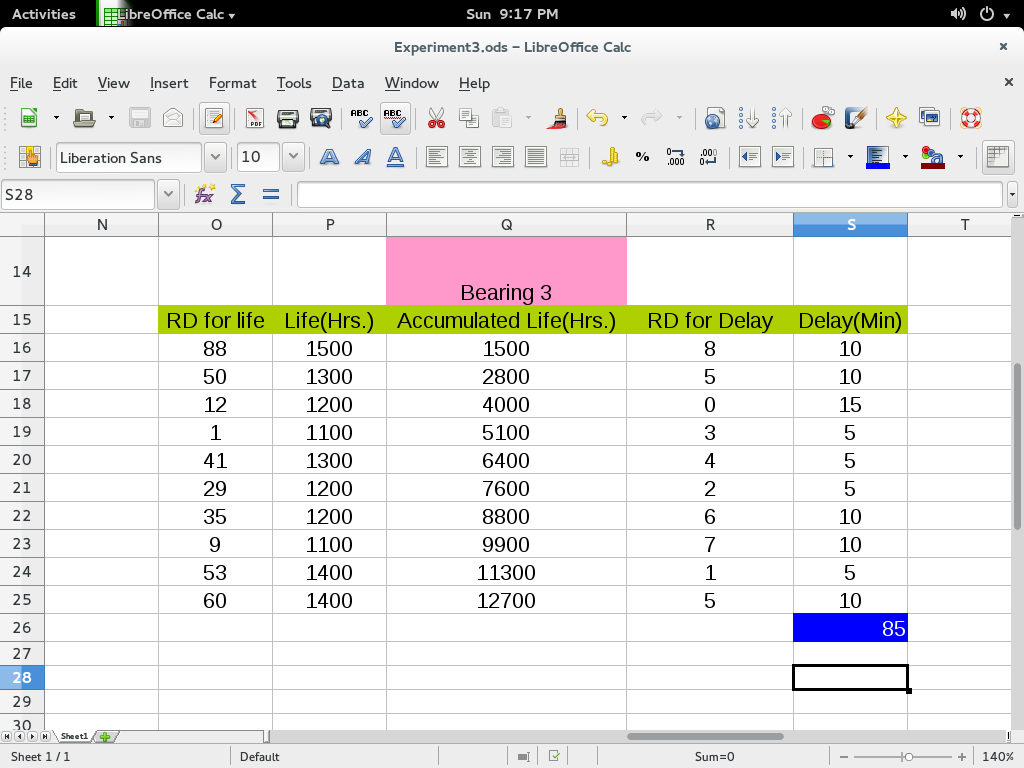 Activities LibreOffice Calc Sun 9:17 PM
Experiment3.ods – LibreOffice Calc
File Edit View Insert Format Tools Data Window Help
PDF ABC ABC
Liberation Sans 10 % .000 .000
S28
N O P Q R S T
14 Bearing 3
15 RD for life Life(Hrs.) Accumulated Life(Hrs.) RD for Delay Delay(Min)
16 88 1500 1500 8 10
17 50 1300 2800 5 10
18 12 1200 4000 0 15
19 1 1100 5100 3 5
20 41 1300 6400 4 5
21 29 1200 7600 2 5
22 35 1200 8800 6 10
23 9 1100 9900 7 10
24 53 1400 11300 1 5
25 60 1400 12700 5 10
26 85
27
28
29
30
Sheet1
Sheet 1 / 1 Default Sum=0 140%